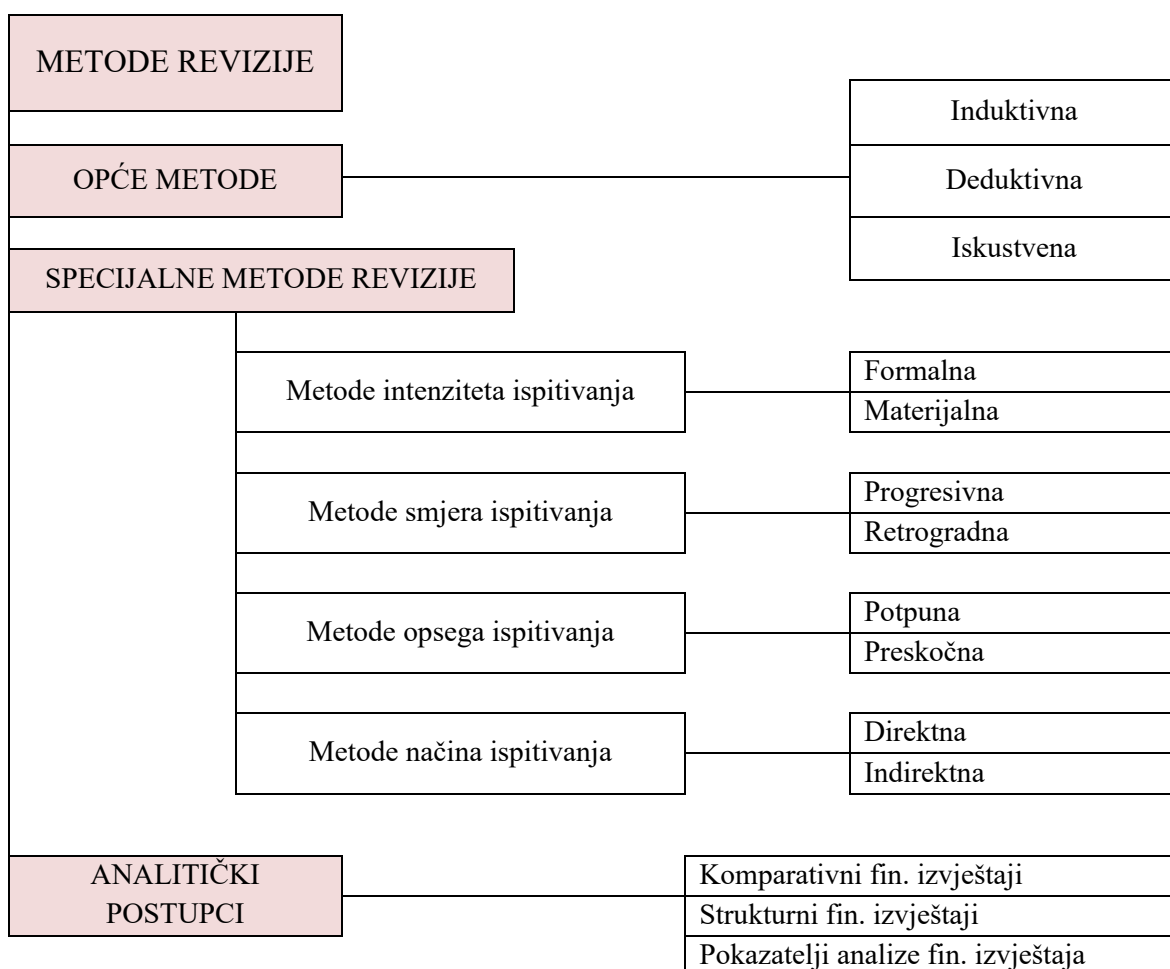 METODE REVIZIJE
Induktivna
OPĆE METODE
Deduktivna
Iskustvena
SPECIJALNE METODE REVIZIJE
Metode intenziteta ispitivanja
Formalna
Materijalna
Metode smjera ispitivanja
Progresivna
Retrogradna
Metode opsega ispitivanja
Potpuna
Preskočna
Metode načina ispitivanja
Direktna
Indirektna
ANALITIČKI
POSTUPCI
Komparativni fin. izvještaji
Strukturni fin. izvještaji
Pokazatelji analize fin. izvještaja